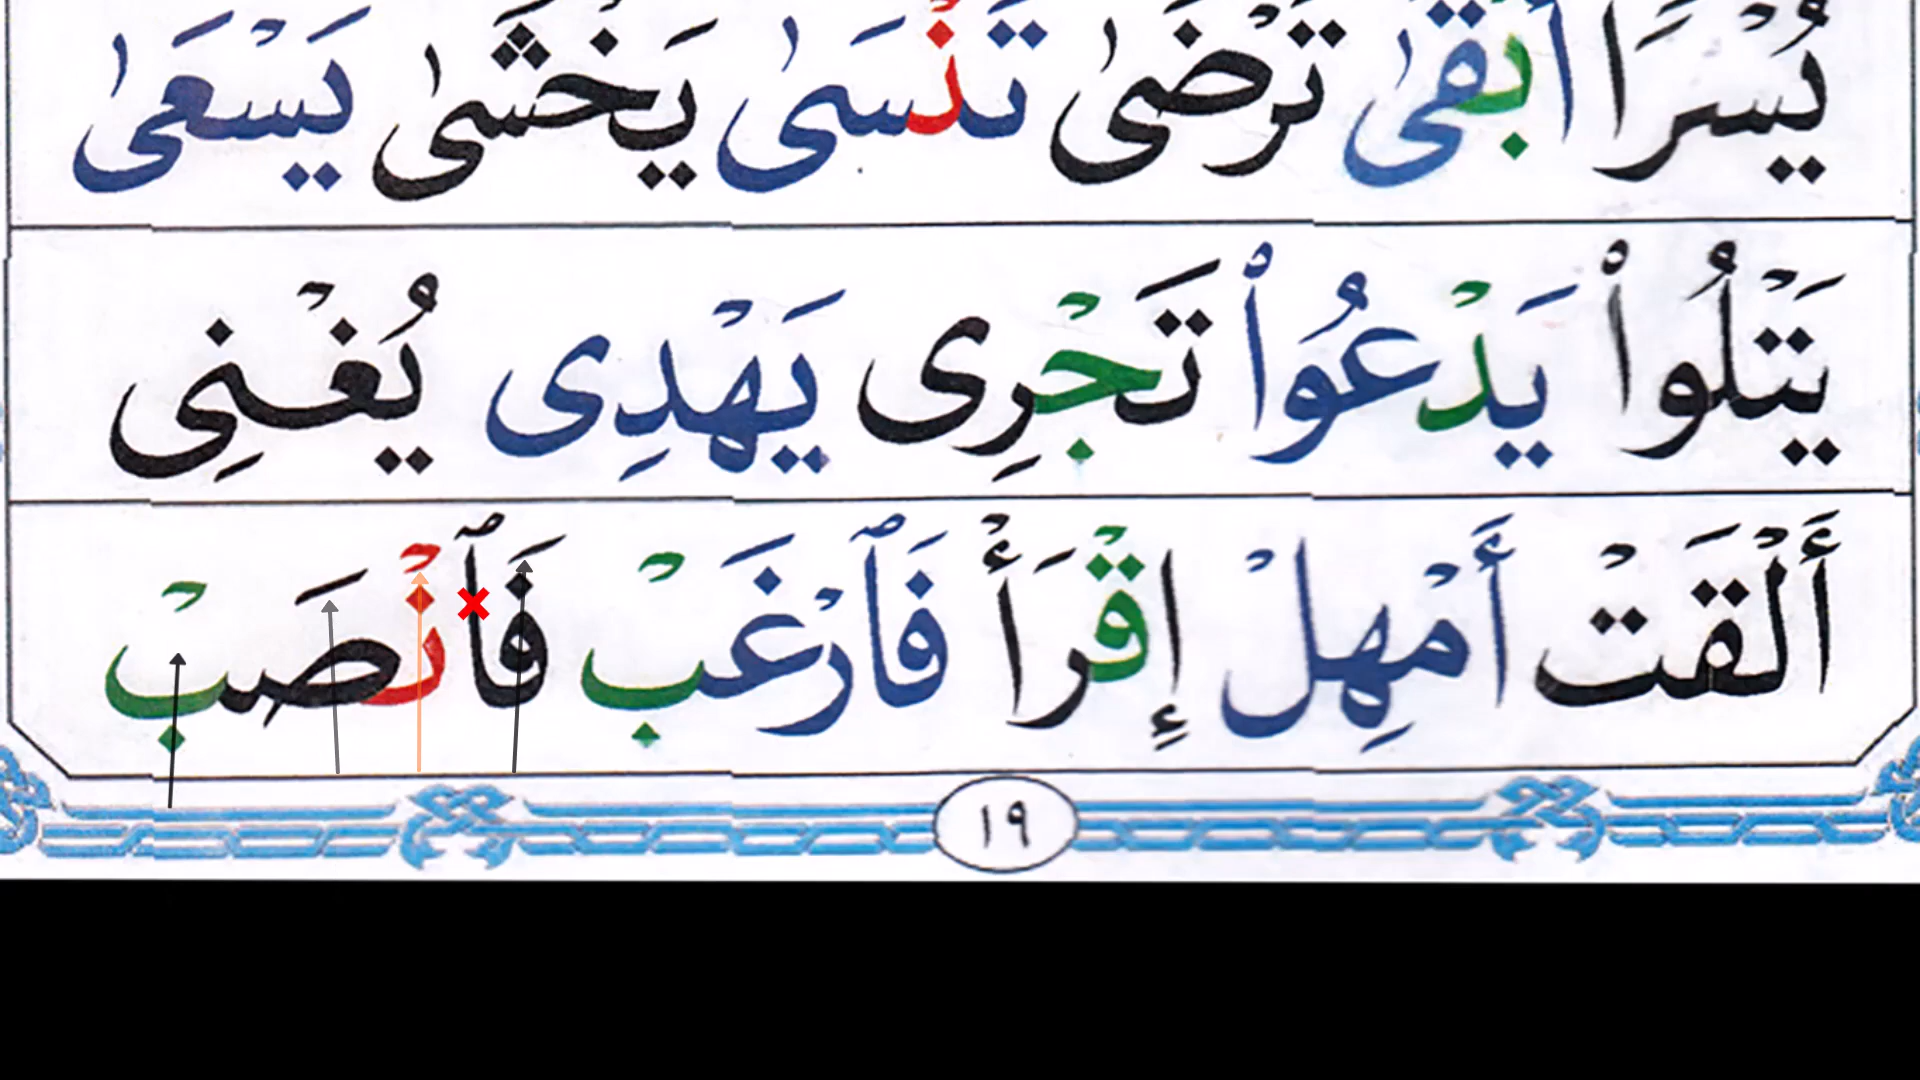 يُسْرًا أَبْقَىٰ تَرْضَىٰ تَنْسَىٰ يَخْشَىٰ يَسْعَىٰ
يَتْلُوا۟ يَدْعُوا۟ تَجْرِى يَهْدِى يُغْنِى
أَلْقَتْ أَمْهِلْ إِقْرَأْ فَٱرْغَبْ فَٱنْصَبْ
١٩